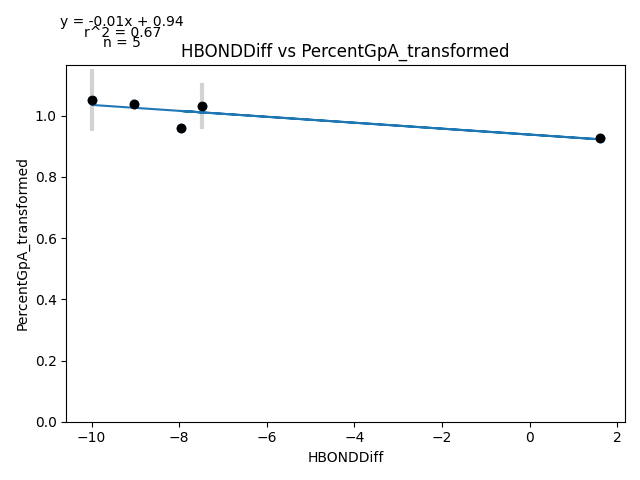 y = -0.01x + 0.94
r^2 = 0.67
n = 5
HBONDDiff vs PercentGpA_transformed
PercentGpA_transformed
1.0
0.8
0.6
0.4
0.2
0.0
−10
−8
−6
−4
−2
0
2
HBONDDiff